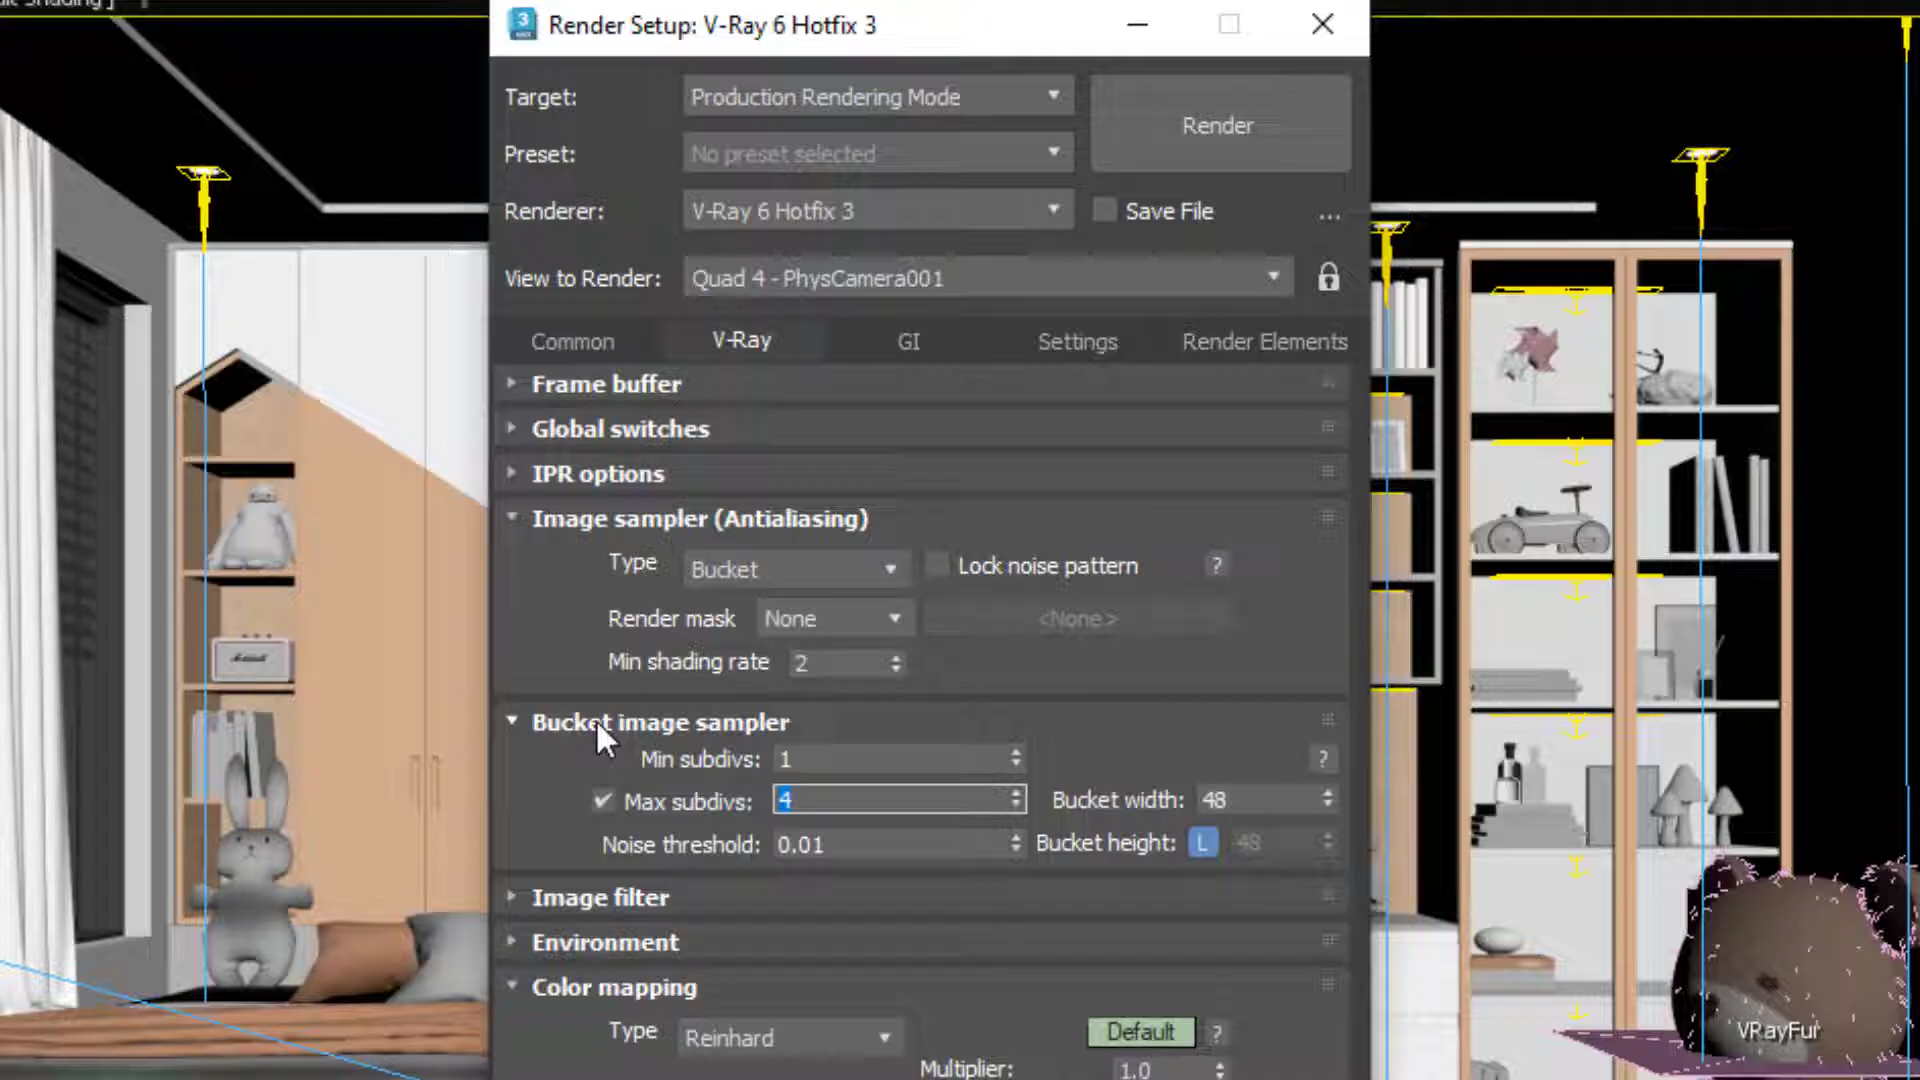 Shading ]
Render Setup: V-Ray 6 Hotfix 3
Target: Production Rendering Mode
Render
Preset: No preset selected
Renderer: V-Ray 6 Hotfix 3
Save File ...
View to Render: Quad 4 - PhysCamera001
Common V-Ray GI Settings Render Elements
Frame buffer
Global switches
IPR options
Image sampler (Antialiasing)
Type Bucket Lock noise pattern ?
Render mask None <None>
Min shading rate 2
Bucket image sampler
Min subdivs: 1 ?
Max subdivs: 4 Bucket width: 48
Noise threshold: 0.01 Bucket height: L 48
Image filter
Environment
Color mapping
Type Reinhard Default ?
Multiplier: 1.0
VRayFur